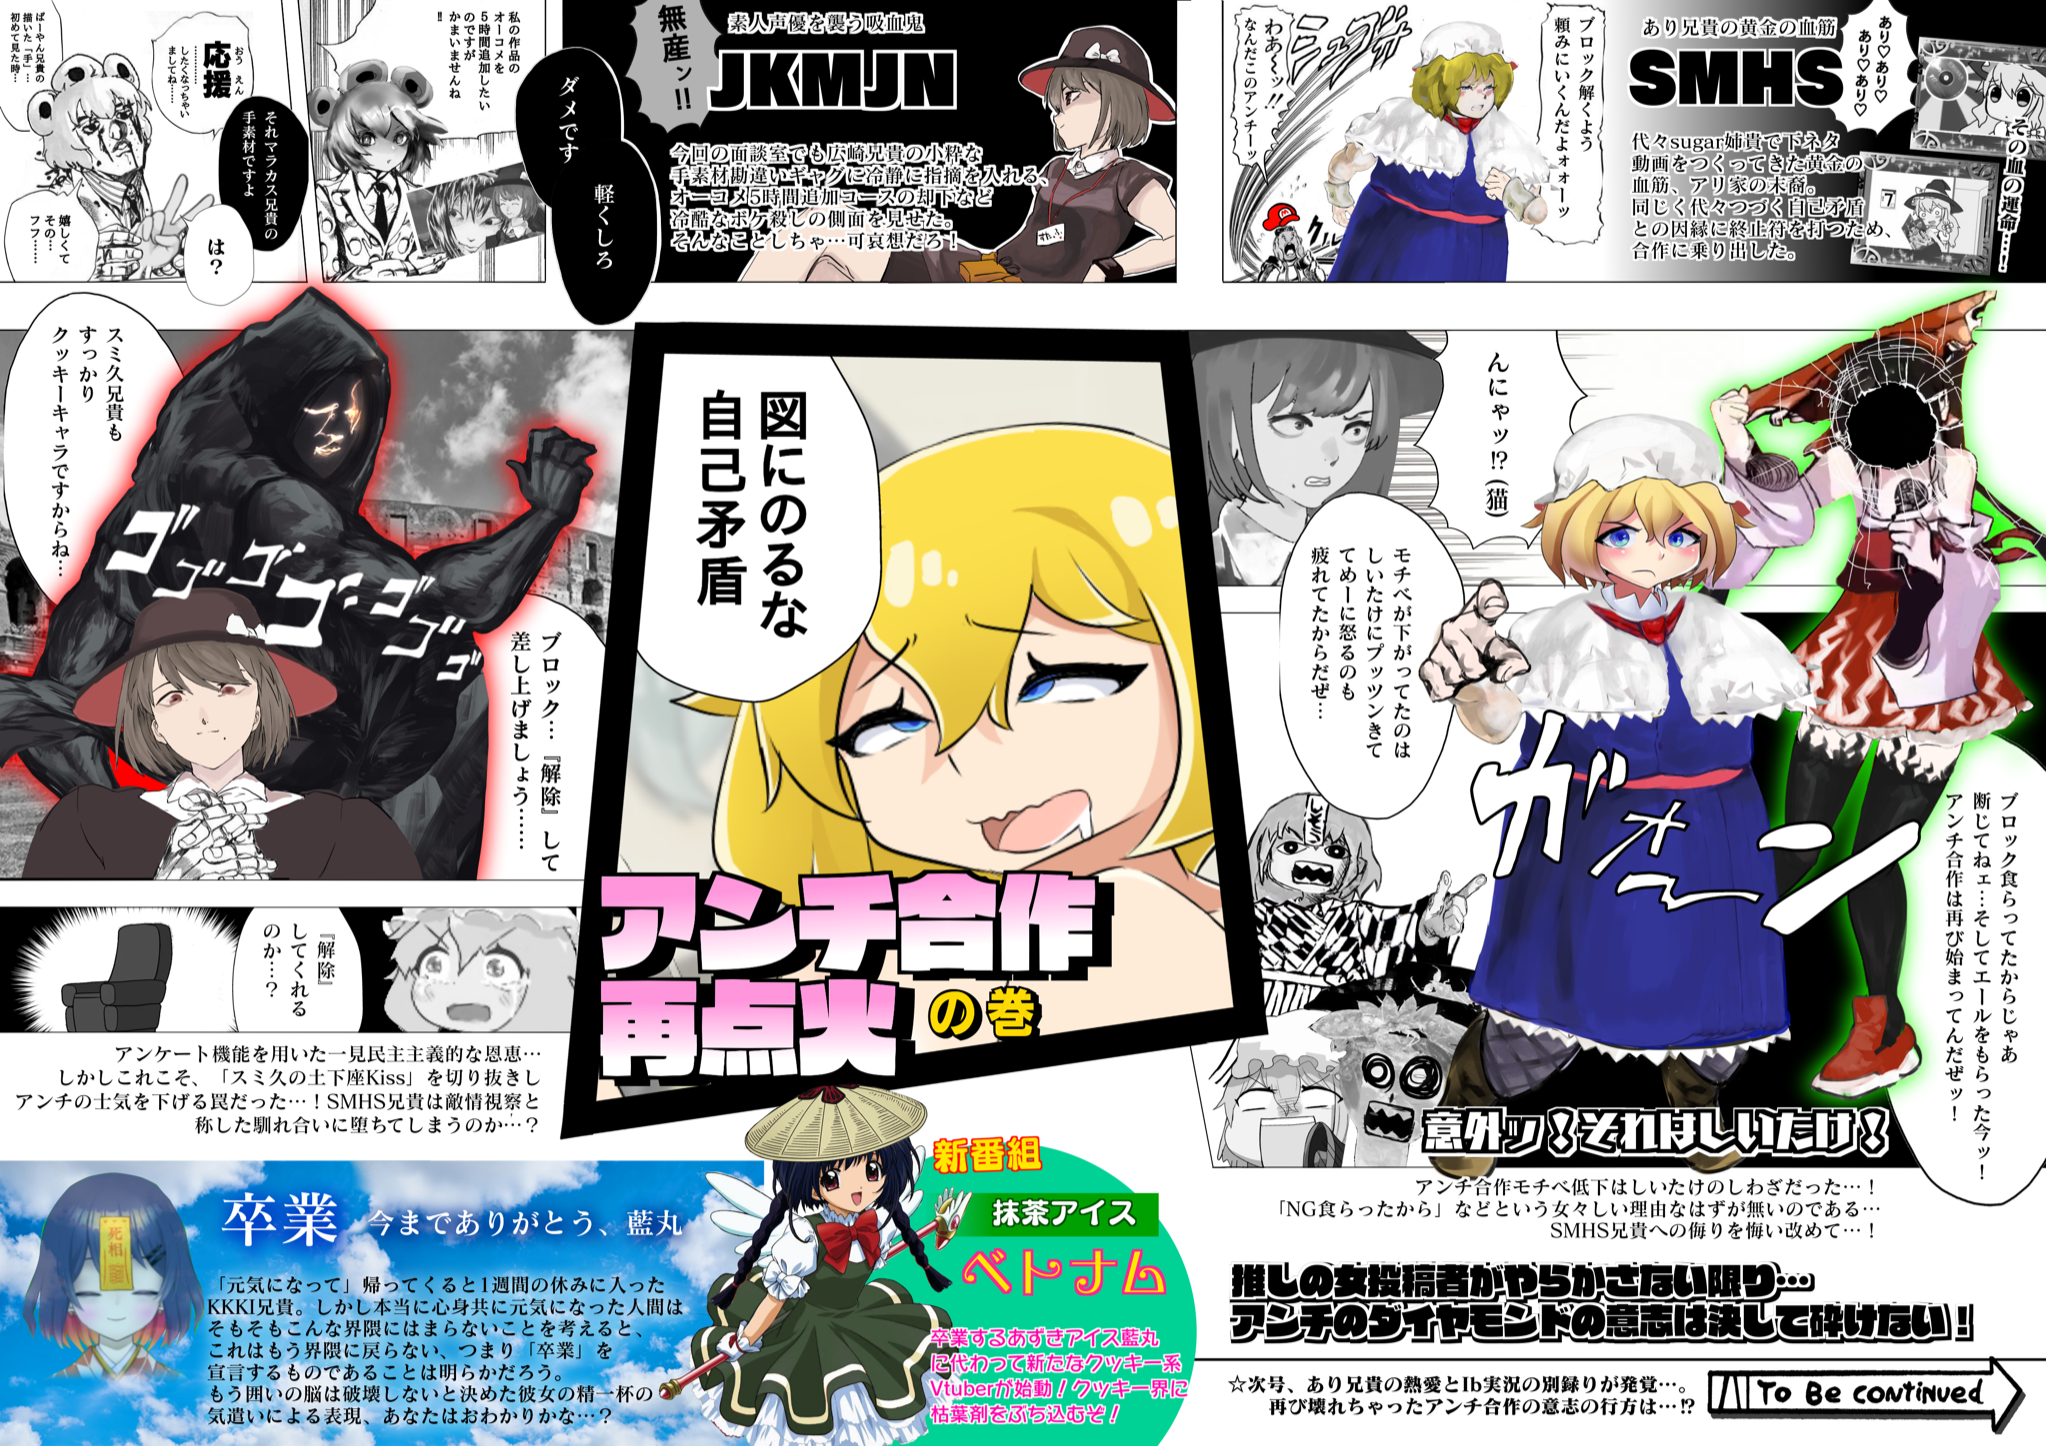 あり兄貴の黄金の血筋
SMHS
あり♡あり♡
あり♡あり♡
その血の運命…!
代々sugar姉貴で下ネタ
動画をつくってきた黄金の
血筋、アリ家の末裔。
同じく代々つづく自己矛盾
との因縁に終止符を打つため、
合作に乗り出した。
7
ブロック解くよう
頼みにいくんだよォォーッ
わあ〜ッ!!
なんだこのアンチーッ
素人声優を襲う吸血鬼
JKMJN
無産ッ!!
今回の面談室でも広崎兄貴の小粋な
手素材勘違いギャグに冷静に指摘を入れる、
オーコメ5時間追加コースの却下など
冷酷なボケ殺しの側面を見せた。
そんなことしちゃ…可哀想だろ!
ダメです
軽くしろ
私の作品の
オーコメを
5時間追加したい
のですが
かまいませんね
!!
ぱーやん兄貴の
描いた「手」…
初めて見た時…
応援
おうえん
…………
したくなっちゃい
ましてね……
それマラカス兄貴の
手素材ですよ
嬉しくて
その…
フフ……
は?
んにゃッ!?(猫)
モチベが下がってたのは
しいたけにプッツンきて
てめーに怒るのも
疲れてたからだぜ…
ガオーン
ブロック食らってたからじゃあ
断じてねェ…そしてエールをもらった今ッ!
アンチ合作は再び始まってんだぜッ!
意外ッ!それはしいたけ!
アンチ合作モチベ低下はしいたけのしわざだった…!
「NG食らったから」などという女々しい理由なはずが無いのである…
SMHS兄貴への侮りを悔い改めて…!
推しの女投稿者がやらかさない限り…
アンチのダイヤモンドの意志は決して砕けない!
☆次号、あり兄貴の熱愛とIb実況の別録りが発覚…。
再び壊れちゃったアンチ合作の意志の行方は…!?
To Be continued
図にのるな
自己矛盾
アンチ合作
再点火の巻
スミ久兄貴も
すっかり
クッキーキャラですからね…
ゴゴゴゴゴゴゴ
ブロック…『解除』して
差し上げましょう……
『解除』
してくれる
のか…?
アンケート機能を用いた一見民主主義的な恩恵…
しかしこれこそ、「スミ久の土下座Kiss」を切り抜きし
アンチの士気を下げる罠だった…!SMHS兄貴は敵情視察と
称した馴れ合いに堕ちてしまうのか…?
死相
卒業 今までありがとう、藍丸
「元気になって」帰ってくると1週間の休みに入った
KKKI兄貴。しかし本当に心身共に元気になった人間は
そもそもこんな界隈にはまらないことを考えると、
これはもう界隈に戻らない、つまり「卒業」を
宣言するものであることは明らかだろう。
もう囲いの脳は破壊しないと決めた彼女の精一杯の
気遣いによる表現、あなたはおわかりかな…?
新番組
抹茶アイス
ベトナム
卒業するあずきアイス藍丸
に代わって新たなクッキー系
Vtuberが始動!クッキー界に
枯葉剤をぶち込むぞ!